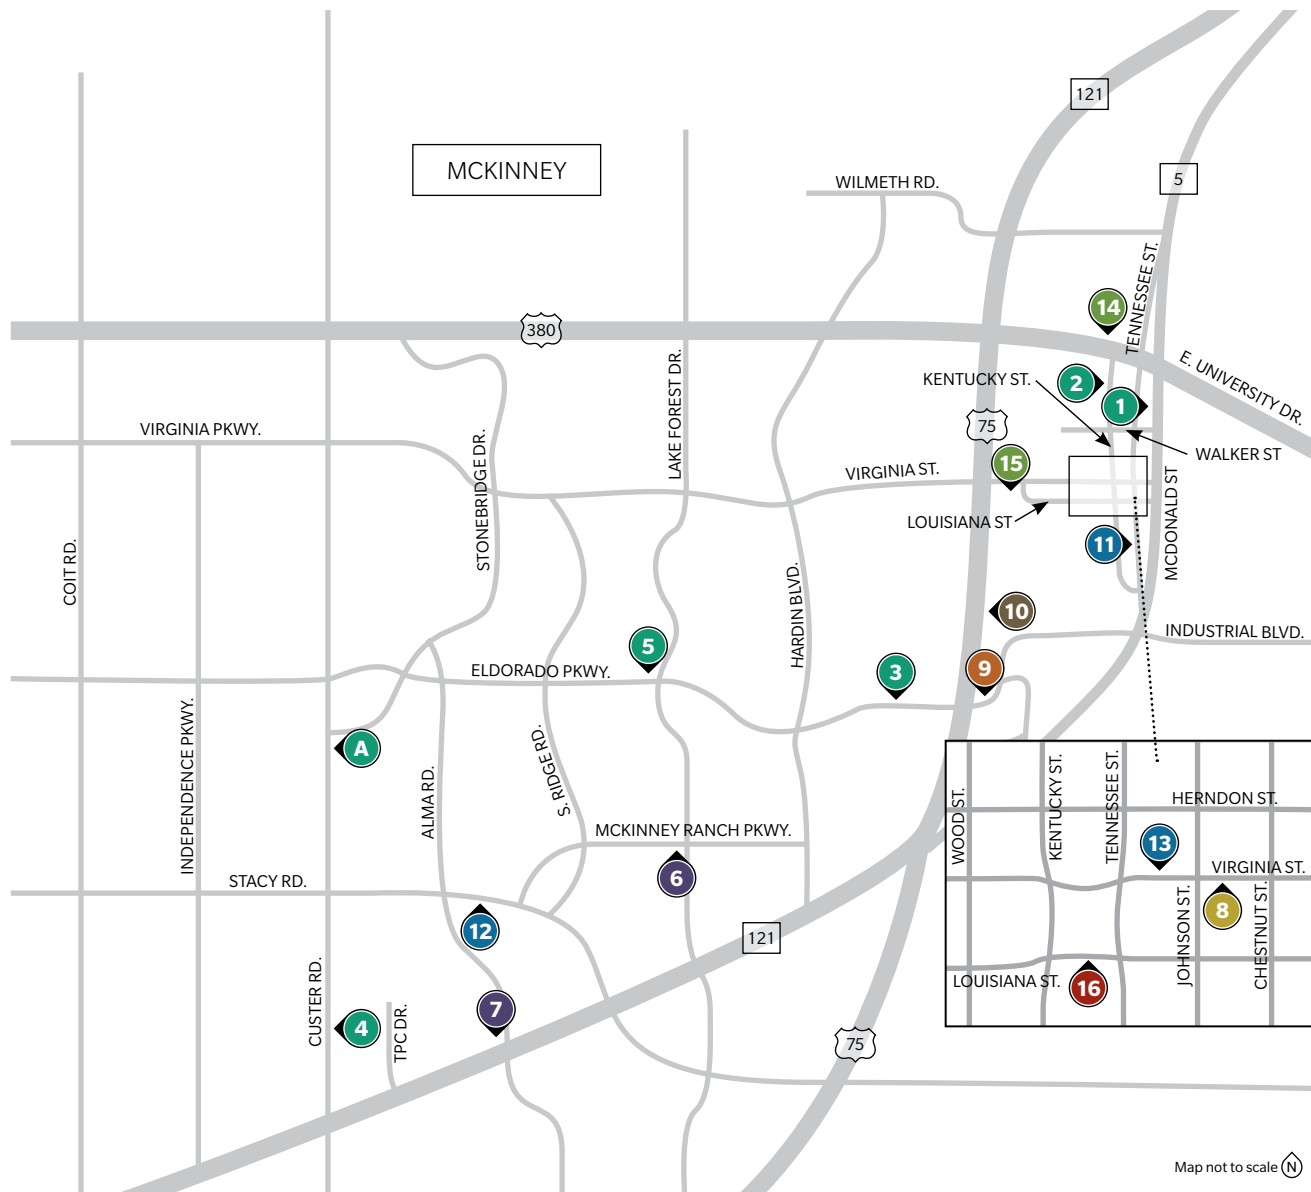 121
MCKINNEY
5
WILMETH RD.
TENNESSEE ST.
14
380
E. UNIVERSITY DR.
LAKE FOREST DR.
KENTUCKY ST.
2
1
75
VIRGINIA PKWY.
STONEBRIDGE DR.
WALKER ST
15
VIRGINIA ST.
LOUISIANA ST
MCDONALD ST
11
COIT RD.
HARDIN BLVD.
10
INDUSTRIAL BLVD.
5
ELDORADO PKWY.
3
9
INDEPENDENCE PKWY.
A
ALMA RD.
S. RIDGE RD.
WOOD ST.
KENTUCKY ST.
TENNESSEE ST.
HERNDON ST.
MCKINNEY RANCH PKWY.
13
VIRGINIA ST.
STACY RD.
6
8
JOHNSON ST.
CHESTNUT ST.
12
121
LOUISIANA ST.
16
CUSTER RD.
7
4
TPC DR.
75
Map not to scale N